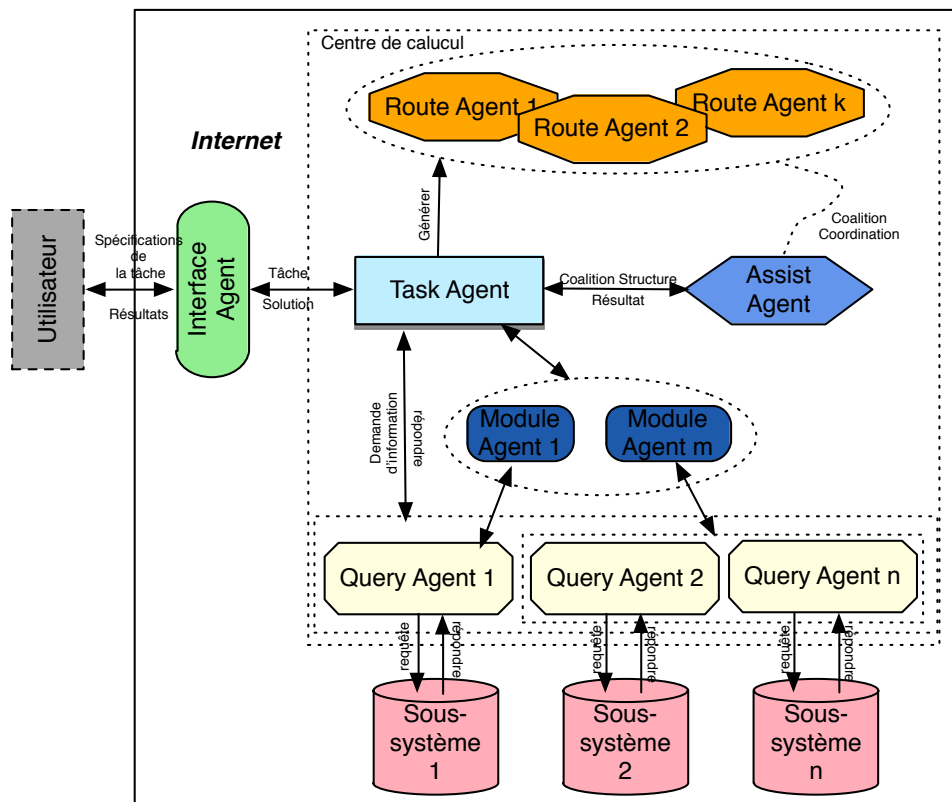 Centre de calucul
Route Agent 1
Route Agent k
Route Agent 2
Internet
Générer
Coalition
Coordination
Utilisateur
Spécifications
de
la tâche
Résultats
Interface
Agent
Tâche
Solution
Task Agent
Coalition Structure
Résultat
Assist
Agent
Demande
d'information
répondre
Module
Agent 1
Module
Agent m
Query Agent 1
Query Agent 2
Query Agent n
requête
répondre
requête
répondre
requête
répondre
Sous-
système
1
Sous-
système
2
Sous-
système
n